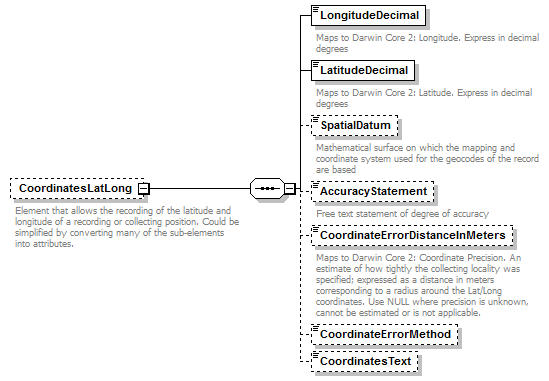 LongitudeDecimal
Maps to Darwin Core 2: Longitude. Express in decimal
degrees
LatitudeDecimal
Maps to Darwin Core 2: Latitude. Express in decimal
degrees
SpatialDatum
Mathematical surface on which the mapping and
coordinate system used for the geocodes of the record
are based
CoordinatesLatLong
Element that allows the recording of the latitude and
longitude of a recording or collecting position. Could be
simplified by converting many of the sub-elements
into attributes.
AccuracyStatement
Free text statement of degree of accuracy
CoordinateErrorDistanceInMeters
Maps to Darwin Core 2: Coordinate Precision. An
estimate of how tightly the collecting locality was
specified; expressed as a distance in meters
corresponding to a radius around the Lat/Long
coordinates. Use NULL where precision is unknown,
cannot be estimated or is not applicable.
CoordinateErrorMethod
CoordinatesText